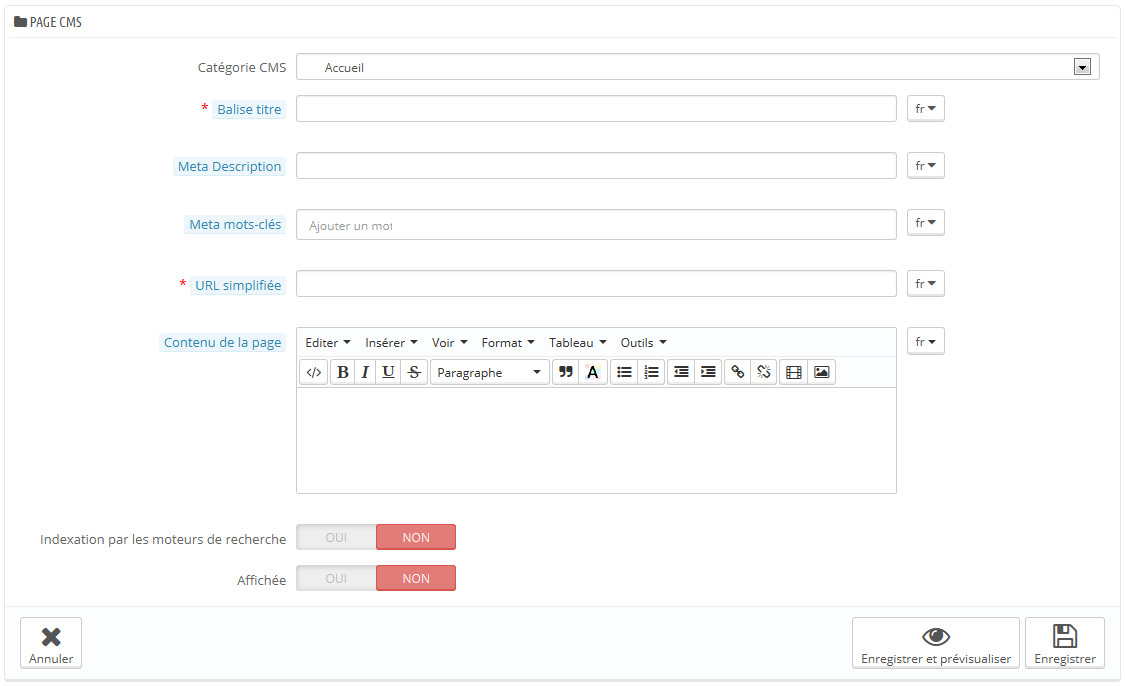 PAGE CMS
Catégorie CMS Accueil
* Balise titre fr
Meta Description fr
Meta mots-clés Ajouter un mot fr
* URL simplifiée fr
Contenu de la page Editer Insérer Voir Format Tableau Outils fr
</> B I U S Paragraphe A
Indexation par les moteurs de recherche OUI NON
Affichée OUI NON
Annuler Enregistrer et prévisualiser Enregistrer